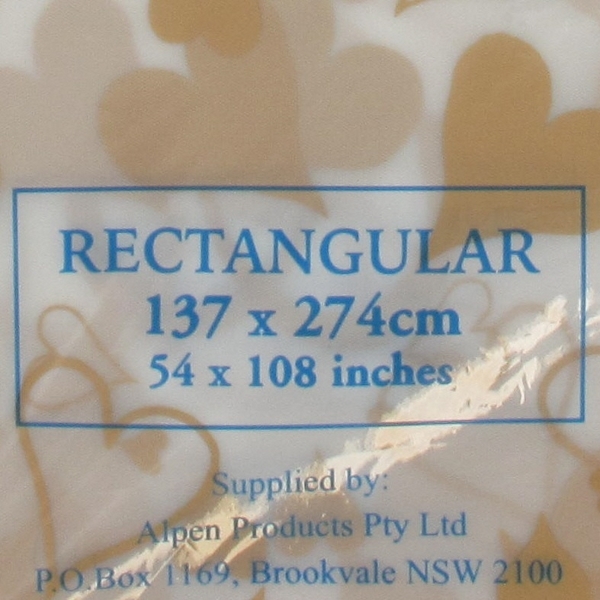 RECTANGULAR
137 x 274cm
54 x 108 inches
Supplied by:
Alpen Products Pty Ltd
P.O.Box 1169, Brookvale NSW 2100